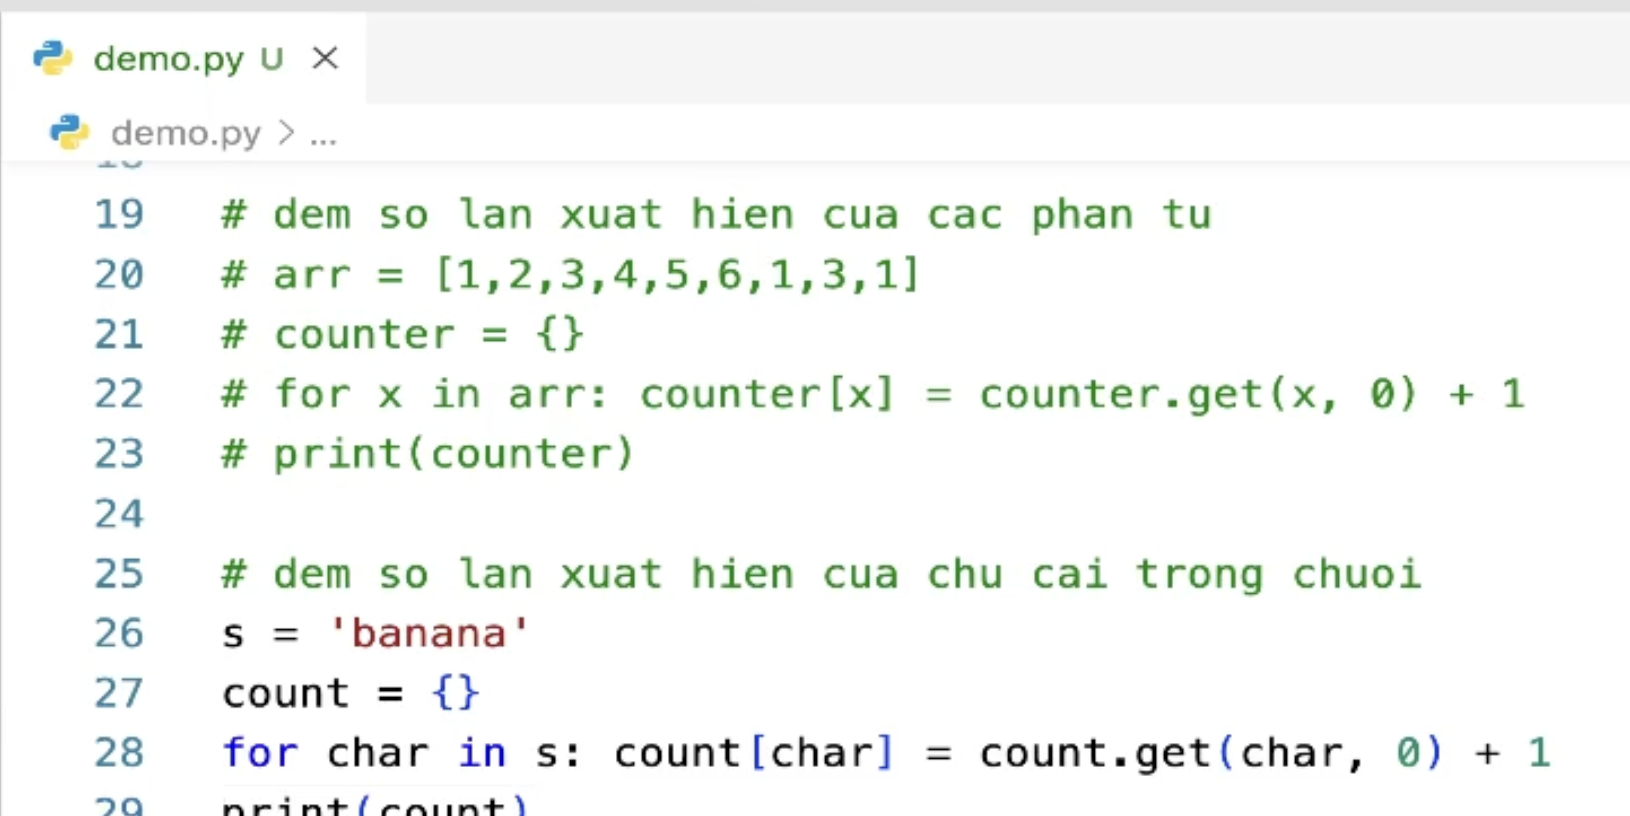 demo.py U ×
demo.py > ...
19 # dem so lan xuat hien cua cac phan tu
20 # arr = [1,2,3,4,5,6,1,3,1]
21 # counter = {}
22 # for x in arr: counter[x] = counter.get(x, 0) + 1
23 # print(counter)
24
25 # dem so lan xuat hien cua chu cai trong chuoi
26 s = 'banana'
27 count = {}
28 for char in s: count[char] = count.get(char, 0) + 1
29 print(count)